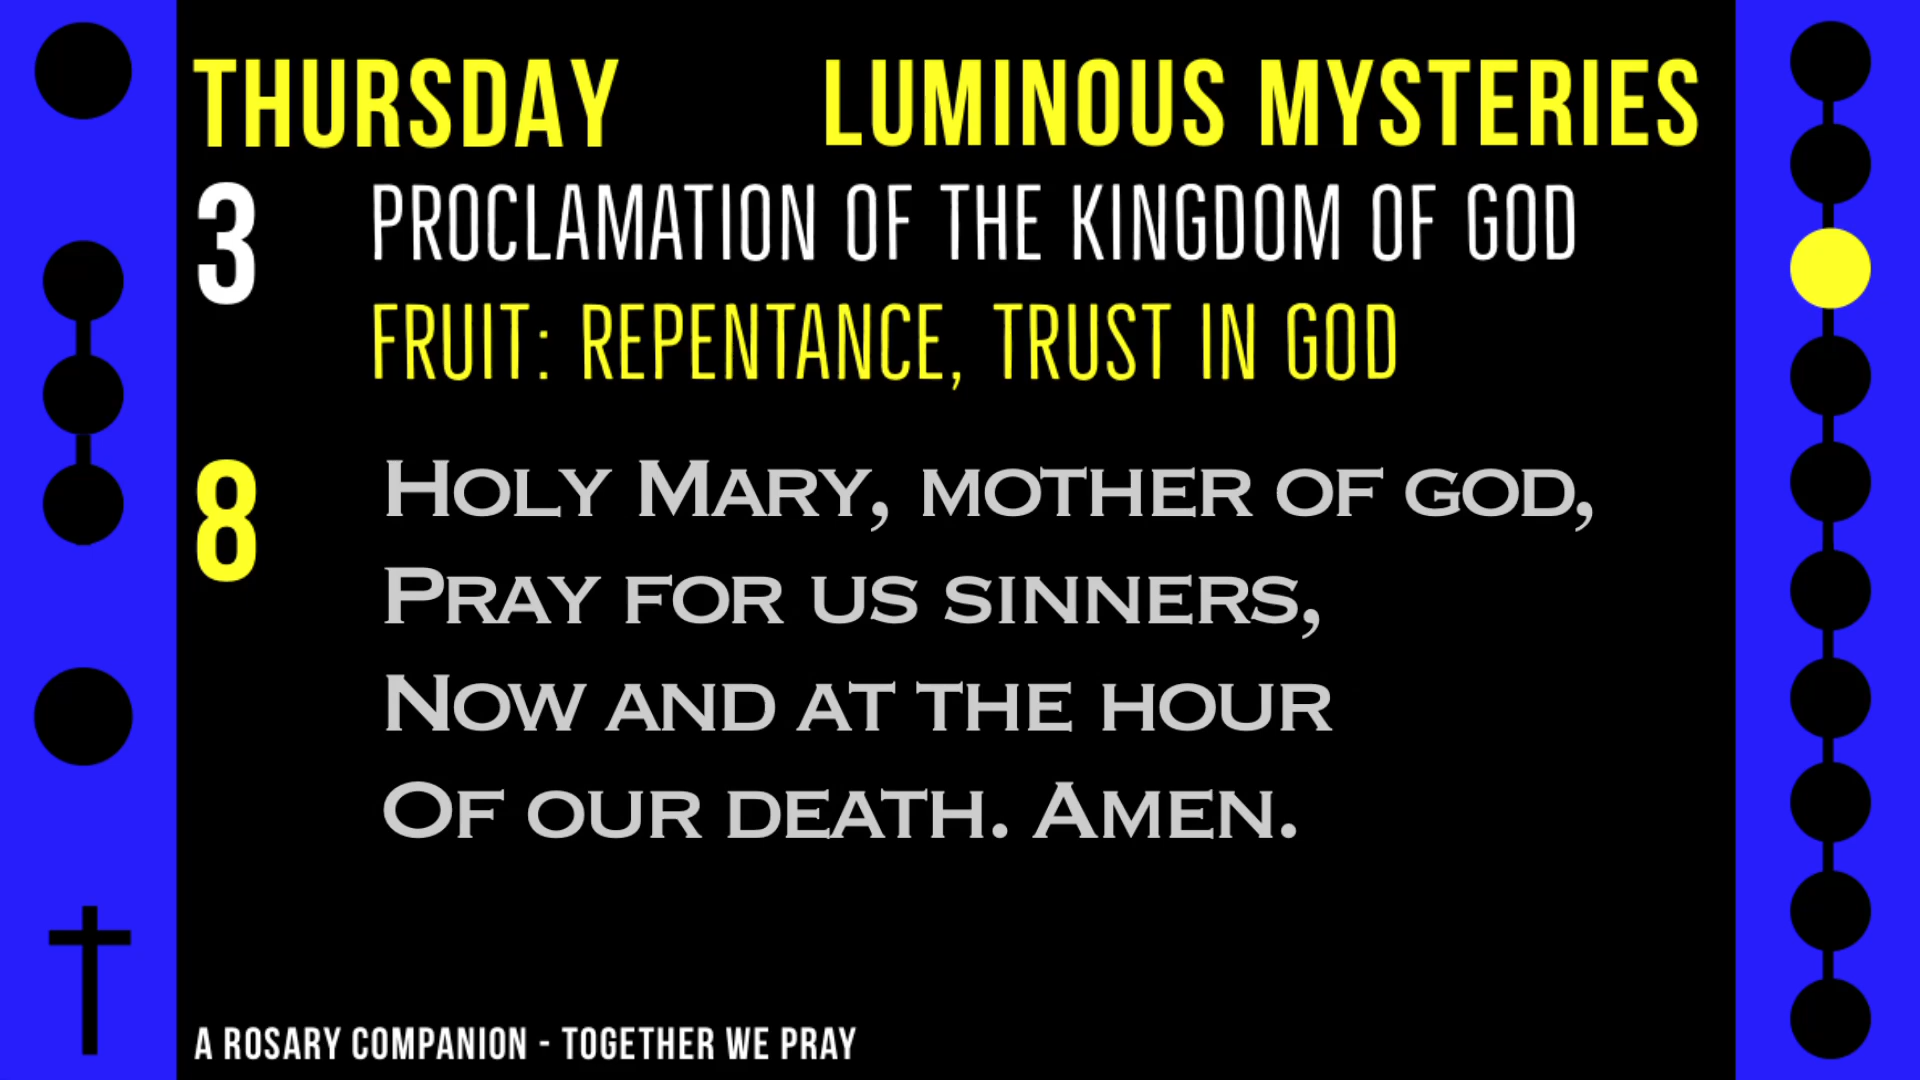 THURSDAY LUMINOUS MYSTERIES
3 PROCLAMATION OF THE KINGDOM OF GOD
FRUIT: REPENTANCE, TRUST IN GOD
8 Holy Mary, mother of god,
Pray for us sinners,
Now and at the hour
Of our death. Amen.
A ROSARY COMPANION - TOGETHER WE PRAY